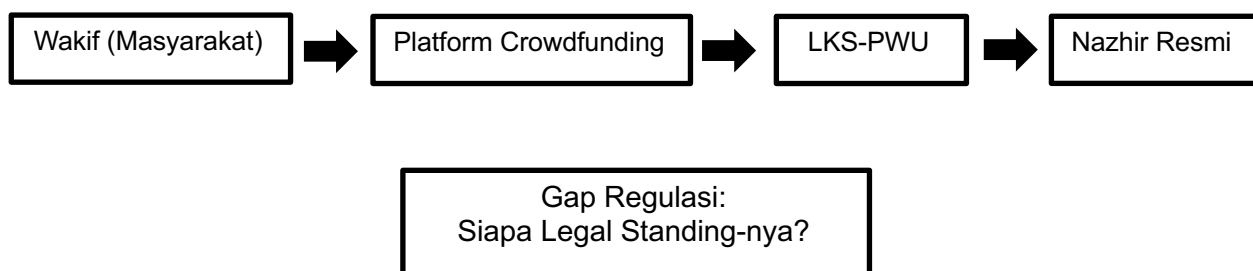 Wakif (Masyarakat)
Platform Crowdfunding
LKS-PWU
Nazhir Resmi
Gap Regulasi:
Siapa Legal Standing-nya?